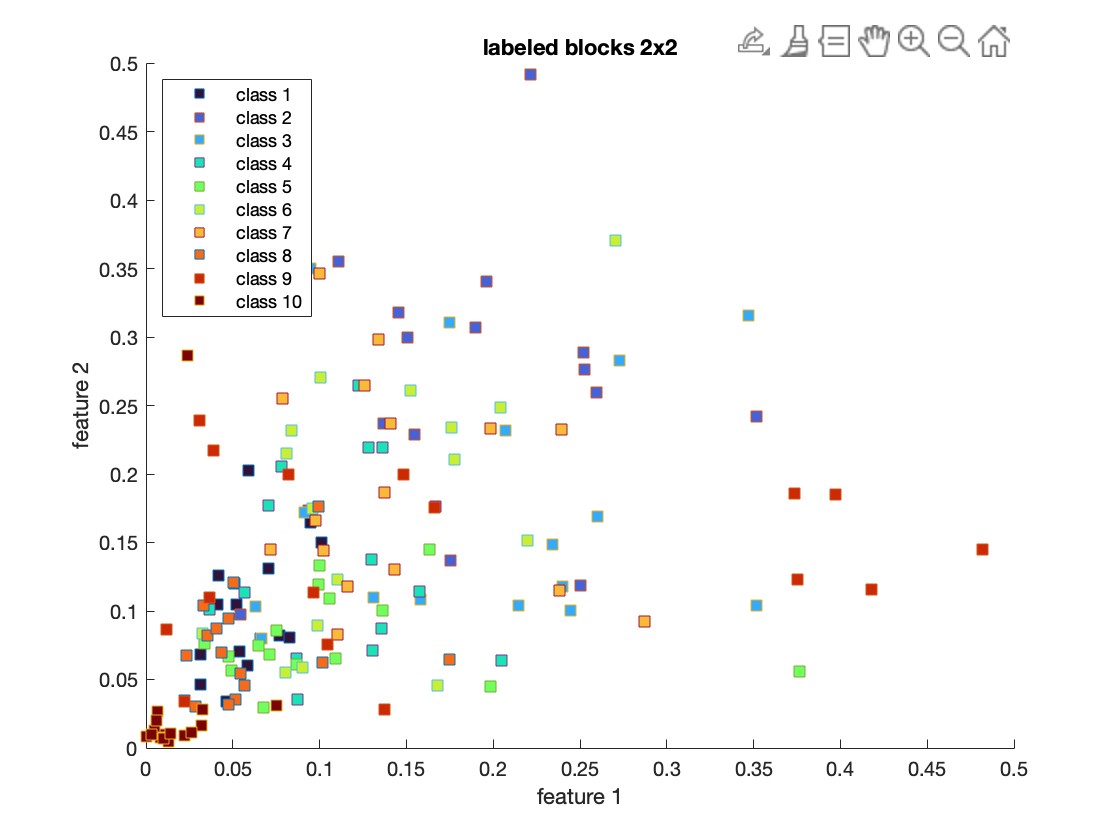 labeled blocks 2x2
0.5
0.45
0.4
0.35
0.3
0.25
0.2
0.15
0.1
0.05
0
feature 2
class 1
class 2
class 3
class 4
class 5
class 6
class 7
class 8
class 9
class 10
0 0.05 0.1 0.15 0.2 0.25 0.3 0.35 0.4 0.45 0.5
feature 1